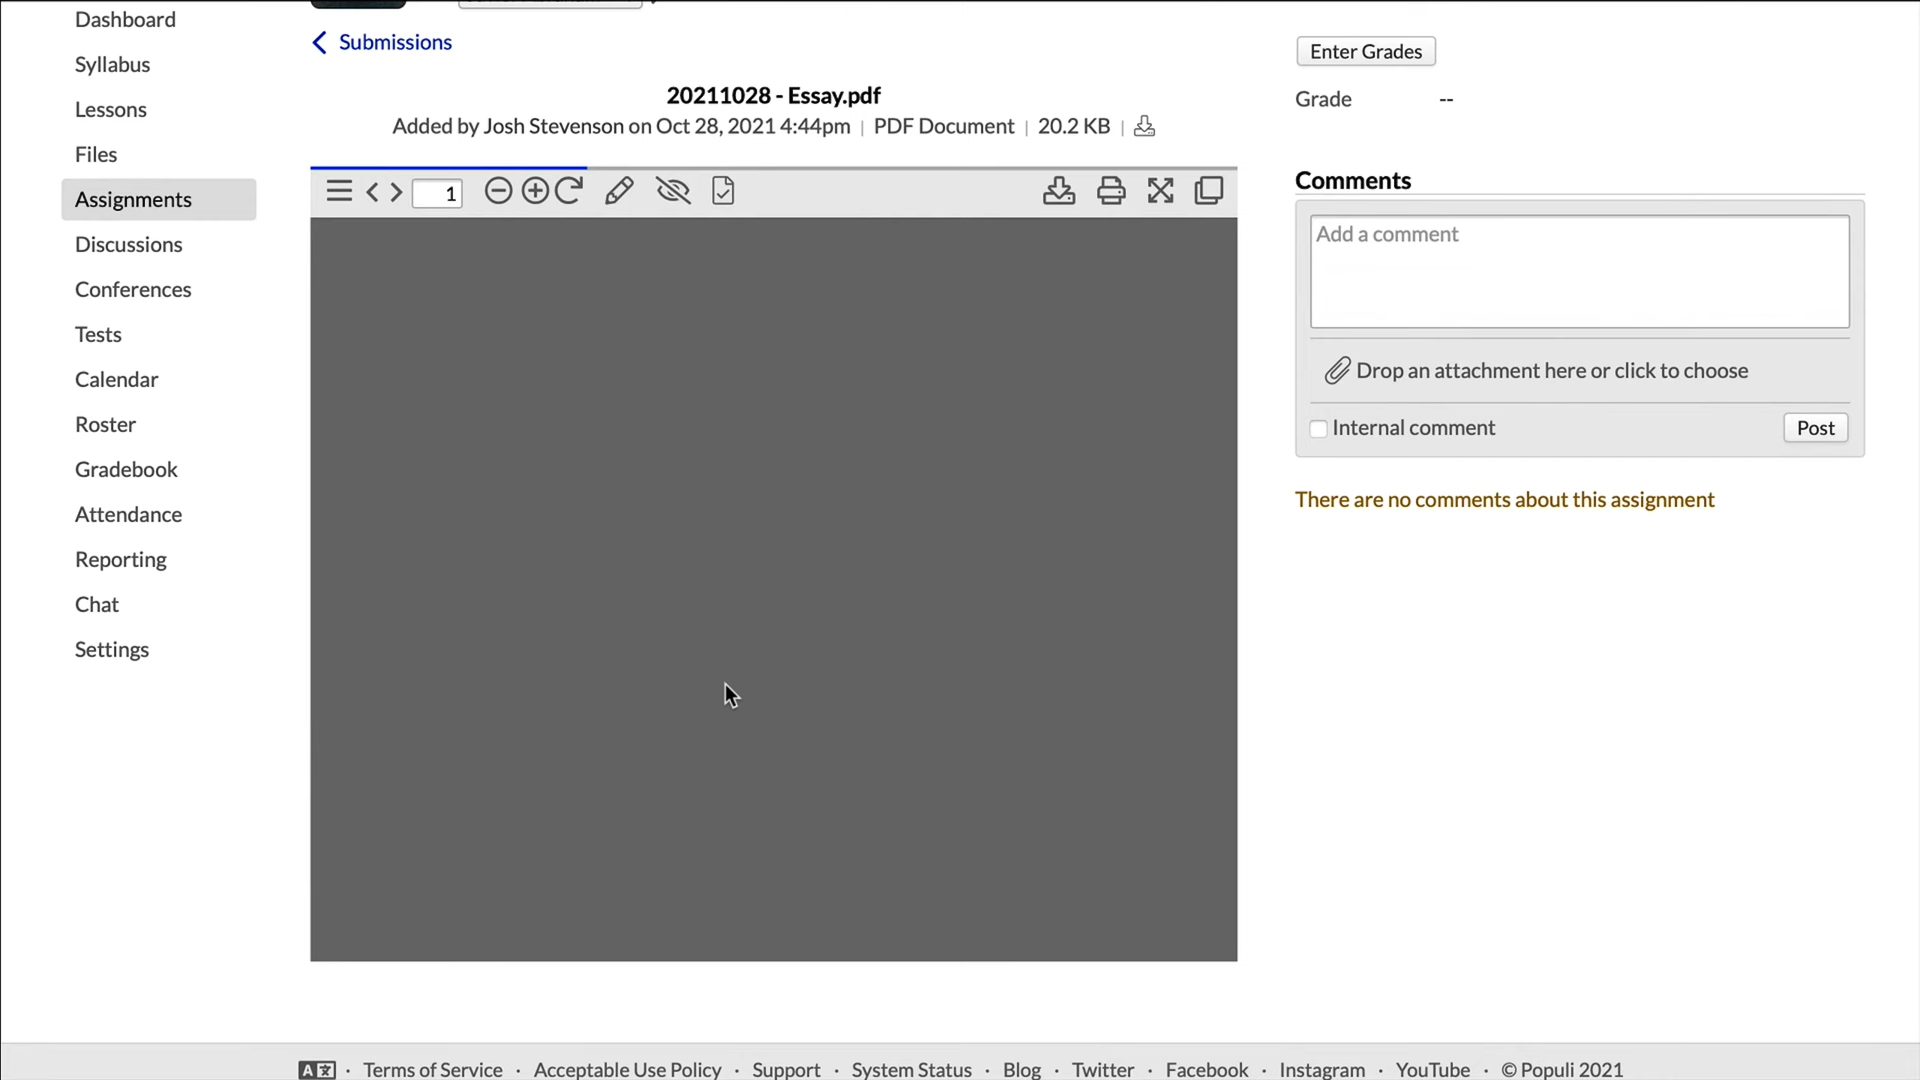 Dashboard
Syllabus
Lessons
Files
Assignments
Discussions
Conferences
Tests
Calendar
Roster
Gradebook
Attendance
Reporting
Chat
Settings
Submissions
20211028 - Essay.pdf
Added by Josh Stevenson on Oct 28, 2021 4:44pm | PDF Document | 20.2 KB |
1
Enter Grades
Grade --
Comments
Add a comment
Drop an attachment here or click to choose
Internal comment Post
There are no comments about this assignment
A文 · Terms of Service · Acceptable Use Policy · Support · System Status · Blog · Twitter · Facebook · Instagram · YouTube · © Populi 2021